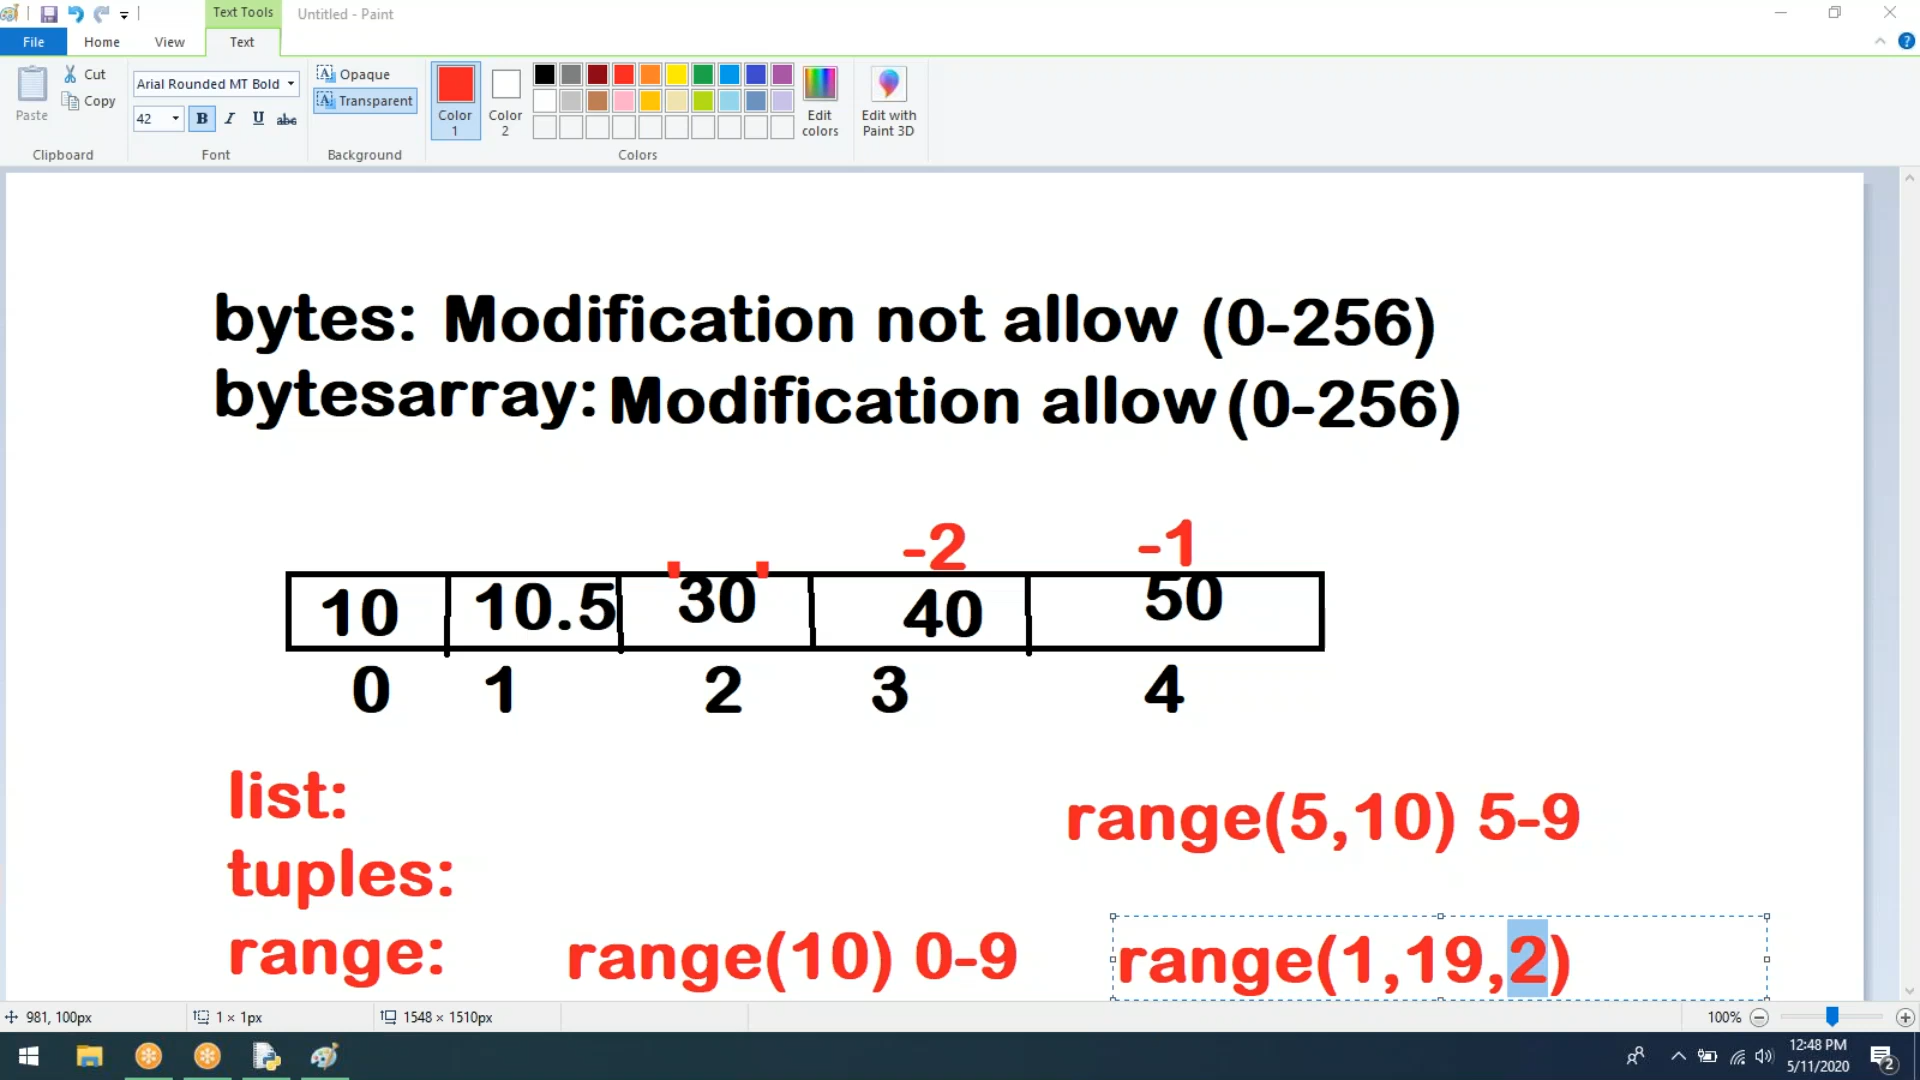 Text Tools
Untitled - Paint
File
Home
View
Text
Paste
Cut
Copy
Clipboard
Arial Rounded MT Bold
42
B I U abc
Font
Opaque
Transparent
Background
Color 1
Color 2
Edit colors
Colors
Edit with Paint 3D
bytes: Modification not allow (0-256)
bytesarray: Modification allow (0-256)
-2 -1
10 10.5 '30' 40 50
0 1 2 3 4
list:
range(5,10) 5-9
tuples:
range: range(10) 0-9 range(1,19,2)
981, 100px
1 × 1px
1548 × 1510px
100%
12:48 PM
5/11/2020
2